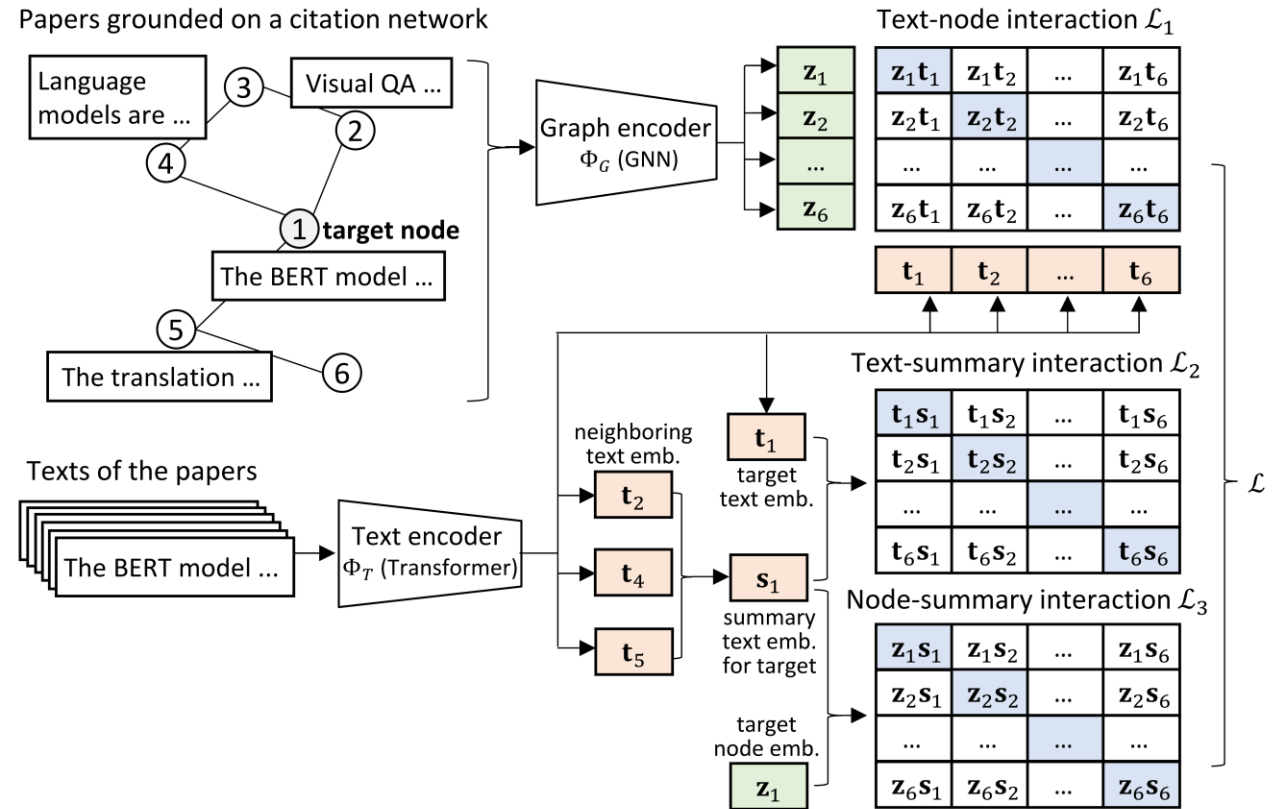 Papers grounded on a citation network
Language
models are ...
3
Visual QA ...
2
4
1 target node
The BERT model ...
5
The translation ...
6
Graph encoder
Φ_G (GNN)
z₁
z₂
...
z₆
Text-node interaction ℒ₁
z₁t₁ z₁t₂ ... z₁t₆
z₂t₁ z₂t₂ ... z₂t₆
... ... ... ...
z₆t₁ z₆t₂ ... z₆t₆
t₁ t₂ ... t₆
Texts of the papers
The BERT model ...
Text encoder
Φ_T (Transformer)
neighboring
text emb.
t₂
t₄
t₅
t₁
target
text emb.
s₁
summary
text emb.
for target
target
node emb.
z₁
Text-summary interaction ℒ₂
t₁s₁ t₁s₂ ... t₁s₆
t₂s₁ t₂s₂ ... t₂s₆
... ... ... ...
t₆s₁ t₆s₂ ... t₆s₆
Node-summary interaction ℒ₃
z₁s₁ z₁s₂ ... z₁s₆
z₂s₁ z₂s₂ ... z₂s₆
... ... ... ...
z₆s₁ z₆s₂ ... z₆s₆
ℒ